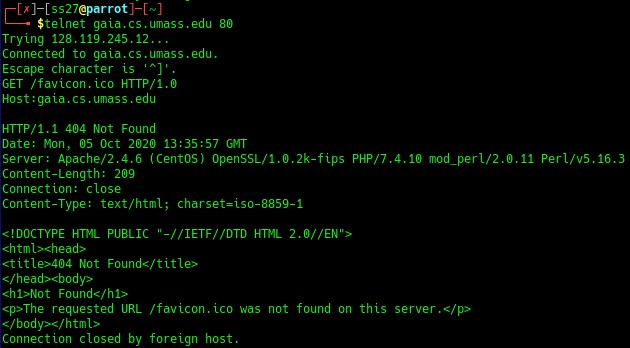 ┌─[✗]─[ss27@parrot]─[~]
└──╼ $telnet gaia.cs.umass.edu 80
Trying 128.119.245.12...
Connected to gaia.cs.umass.edu.
Escape character is '^]'.
GET /favicon.ico HTTP/1.0
Host:gaia.cs.umass.edu

HTTP/1.1 404 Not Found
Date: Mon, 05 Oct 2020 13:35:57 GMT
Server: Apache/2.4.6 (CentOS) OpenSSL/1.0.2k-fips PHP/7.4.10 mod_perl/2.0.11 Perl/v5.16.3
Content-Length: 209
Connection: close
Content-Type: text/html; charset=iso-8859-1

<!DOCTYPE HTML PUBLIC "-//IETF//DTD HTML 2.0//EN">
<html><head>
<title>404 Not Found</title>
</head><body>
<h1>Not Found</h1>
<p>The requested URL /favicon.ico was not found on this server.</p>
</body></html>
Connection closed by foreign host.